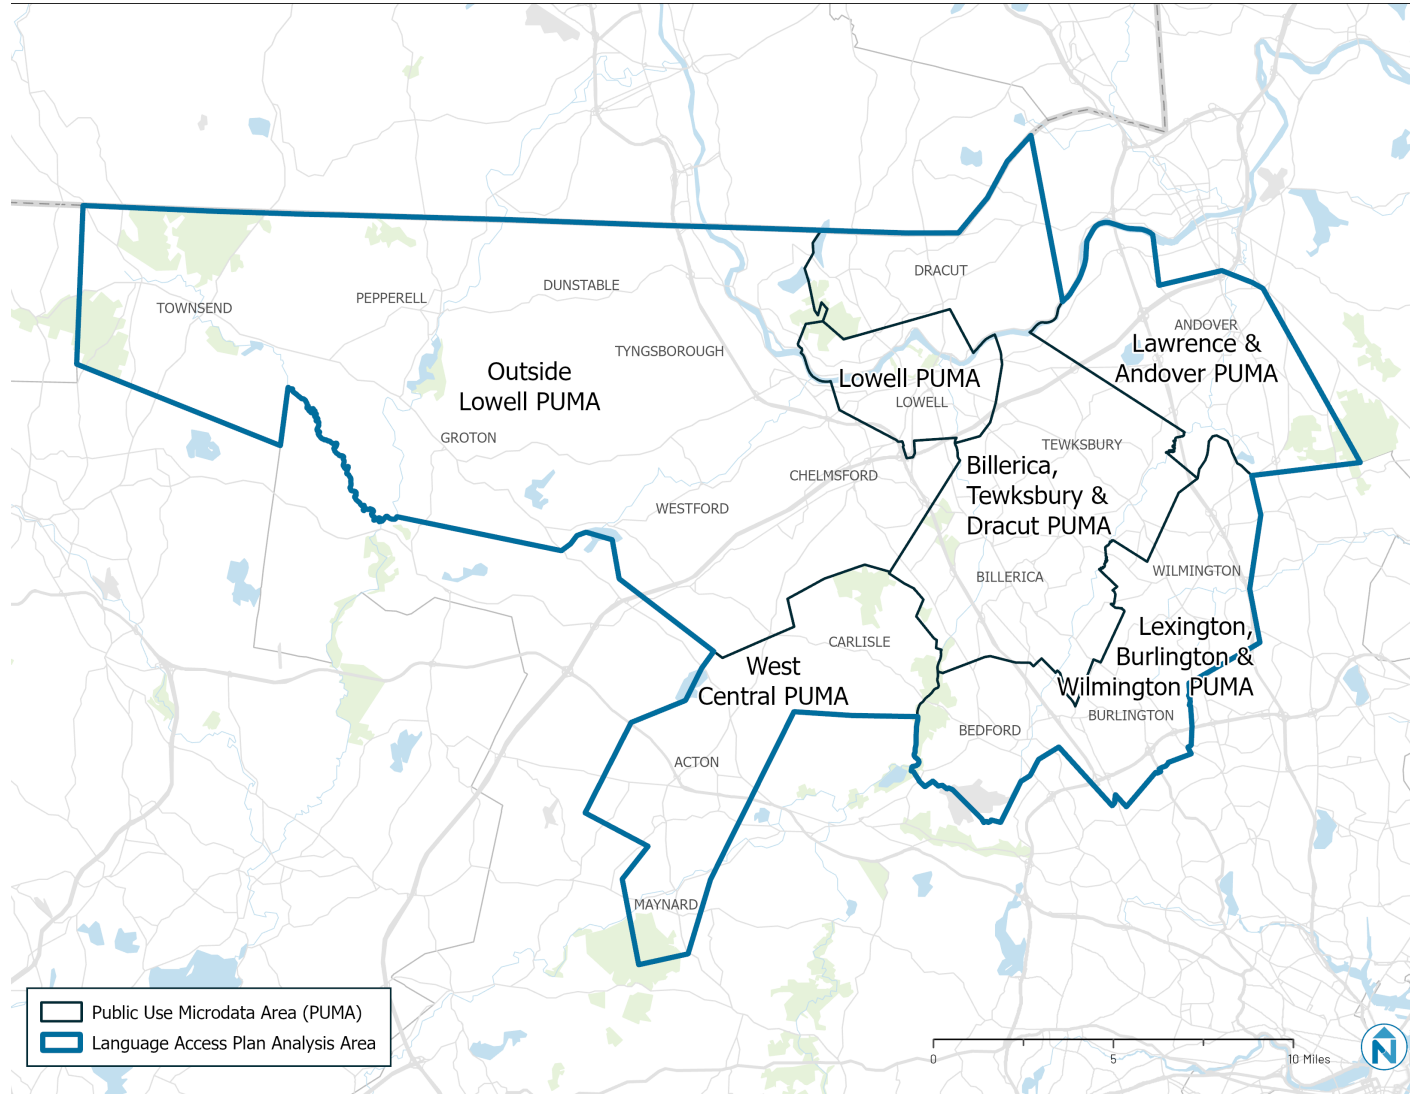 DRACUT
DUNSTABLE
PEPPERELL
TOWNSEND
ANDOVER
Lawrence &
Andover PUMA
TYNGSBOROUGH
Outside
Lowell PUMA
Lowell PUMA
LOWELL
GROTON
TEWKSBURY
Billerica,
Tewksbury &
Dracut PUMA
CHELMSFORD
WESTFORD
WILMINGTON
BILLERICA
Lexington,
Burlington &
Wilmington PUMA
CARLISLE
West
Central PUMA
BURLINGTON
BEDFORD
ACTON
MAYNARD
Public Use Microdata Area (PUMA)
Language Access Plan Analysis Area
0 5 10 Miles
N